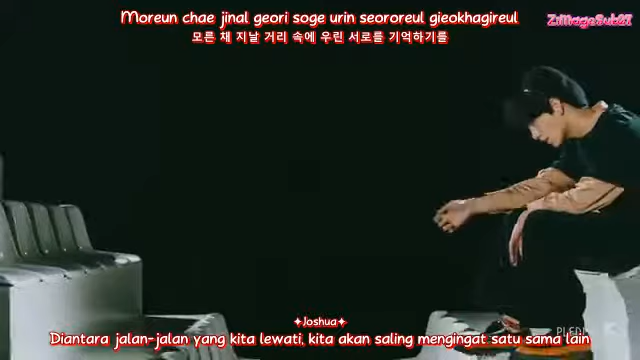 Moreun chae jinal geori soge urin seororeul gieokhagireul
ZiMageSub27
모른 채 지날 거리 속에 우린 서로를 기억하기를
✦Joshua✦
PLEDI
Diantara jalan-jalan yang kita lewati, kita akan saling mengingat satu sama lain